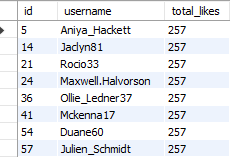 id username total_likes
5 Aniya_Hackett 257
14 Jaclyn81 257
21 Rocio33 257
24 Maxwell.Halvorson 257
36 Ollie_Ledner37 257
41 Mckenna17 257
54 Duane60 257
57 Julien_Schmidt 257